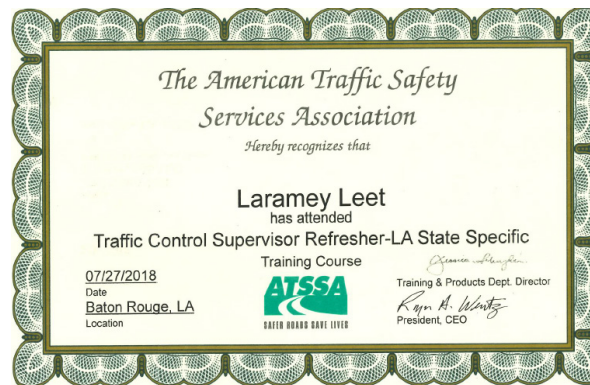 The American Traffic Safety
Services Association
Hereby recognizes that
Laramey Leet
has attended
Traffic Control Supervisor Refresher-LA State Specific
Training Course
07/27/2018
Date
Baton Rouge, LA
Location
ATSSA
SAFER ROADS SAVE LIVES
Training & Products Dept. Director
Ryan A. Wentz
President, CEO